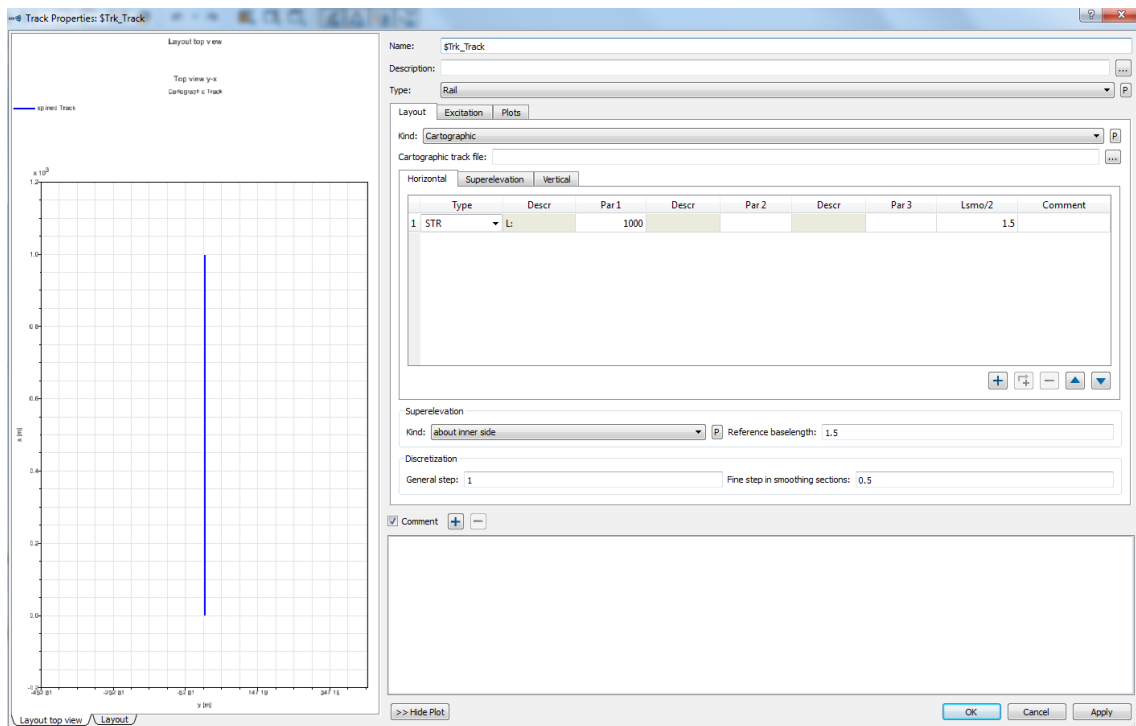 Track Properties: $Trk_Track
Layout top view
Top view y-x
Cartographic Track
splined Track
x 10³
1.2
1.0
0.8
0.6
0.4
0.2
0.0
-0.2
x [m]
y [m]
Layout top view
Layout
Name: $Trk_Track
Description:
...
Type: Rail
P
Layout Excitation Plots
Kind: Cartographic
P
Cartographic track file:
...
Horizontal Superelevation Vertical
Type Descr Par 1 Descr Par 2 Descr Par 3 Lsmo/2 Comment
1 STR L: 1000 1.5
Superelevation
Kind: about inner side P Reference baselength: 1.5
Discretization
General step: 1 Fine step in smoothing sections: 0.5
Comment
>> Hide Plot
OK Cancel Apply